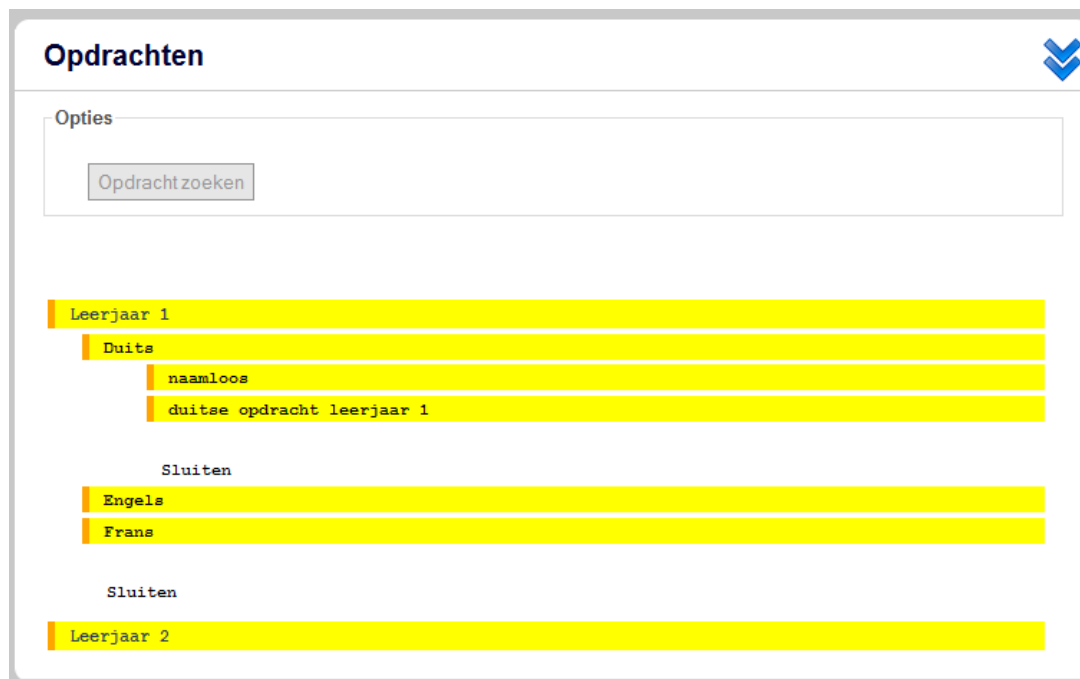 Opdrachten
Opties
Opdracht zoeken
Leerjaar 1
Duits
naamloos
duitse opdracht leerjaar 1
Sluiten
Engels
Frans
Sluiten
Leerjaar 2